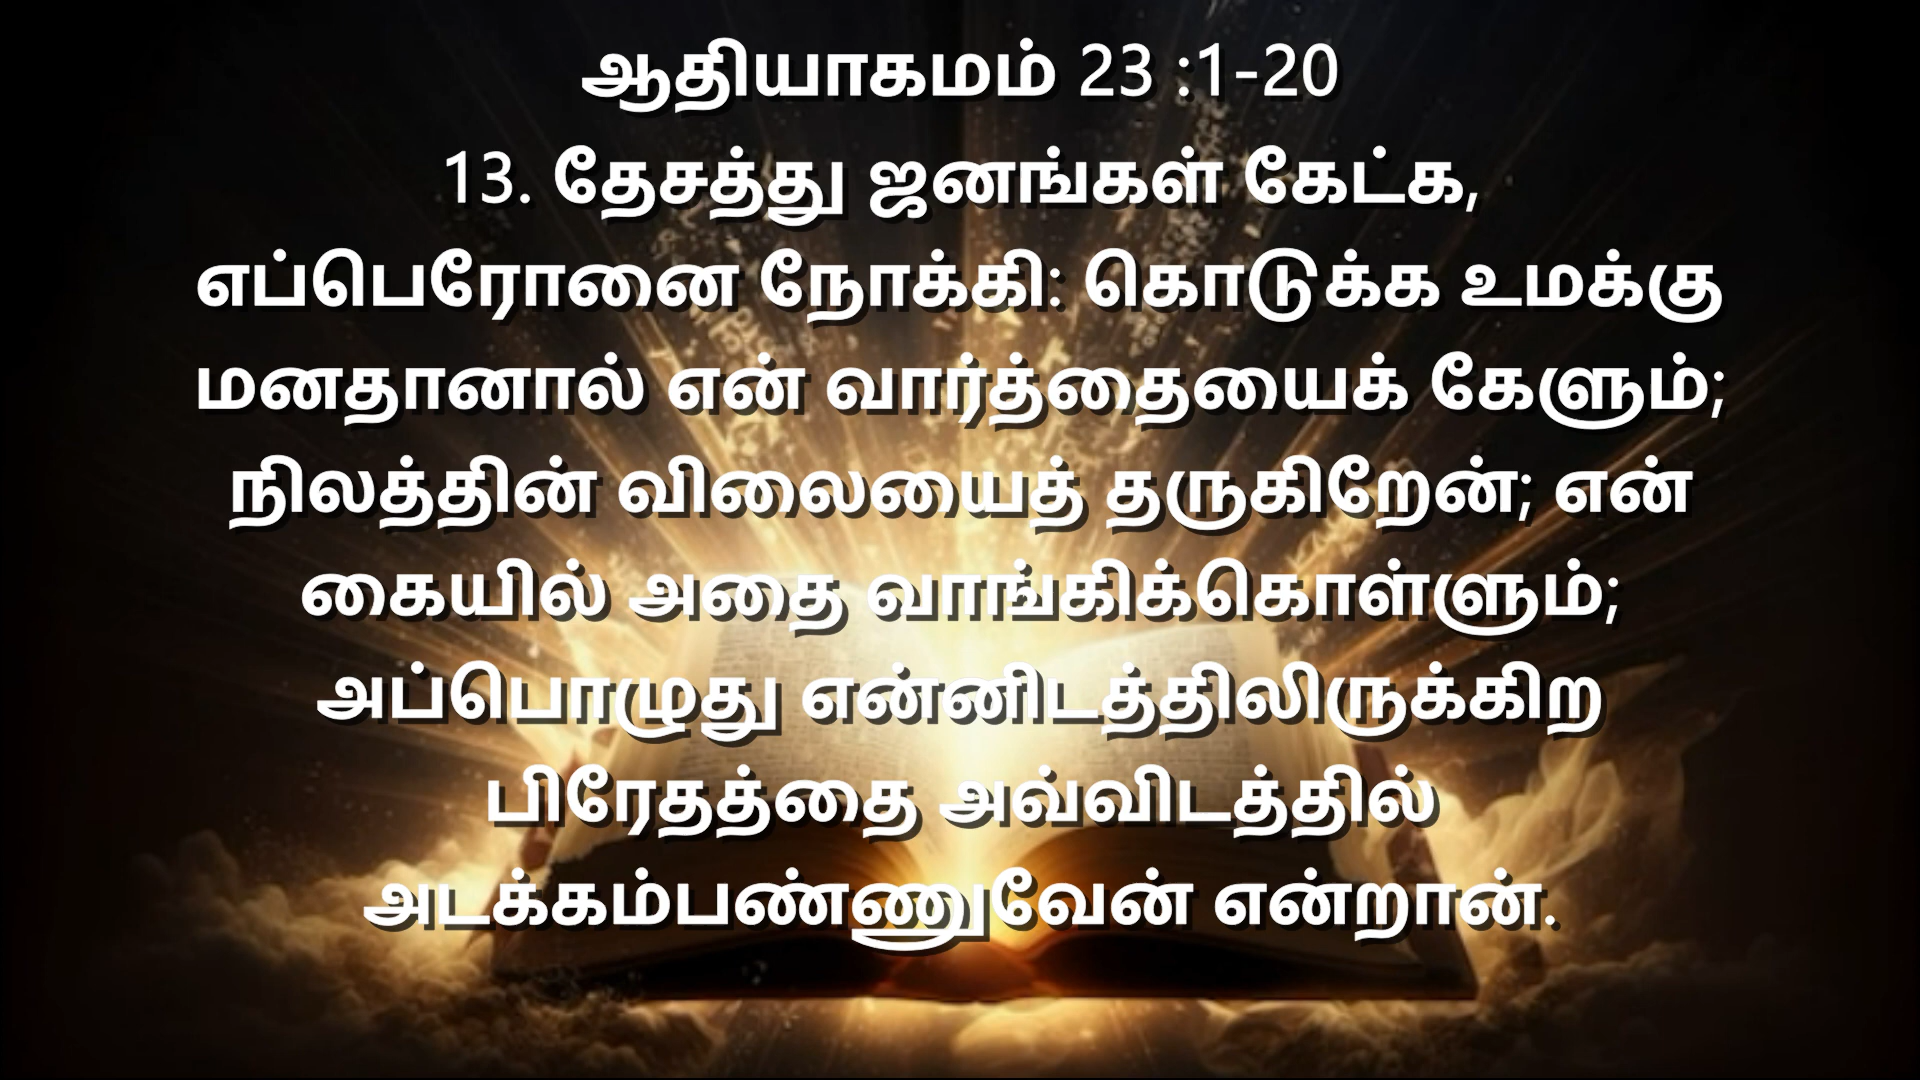 ஆதியாகமம் 23 :1-20
13. தேசத்து ஜனங்கள் கேட்க,
எப்பெரோனை நோக்கி: கொடுக்க உமக்கு
மனதானால் என் வார்த்தையைக் கேளும்;
நிலத்தின் விலையைத் தருகிறேன்; என்
கையில் அதை வாங்கிக்கொள்ளும்;
அப்பொழுது என்னிடத்திலிருக்கிற
பிரேதத்தை அவ்விடத்தில்
அடக்கம்பண்ணுவேன் என்றான்.